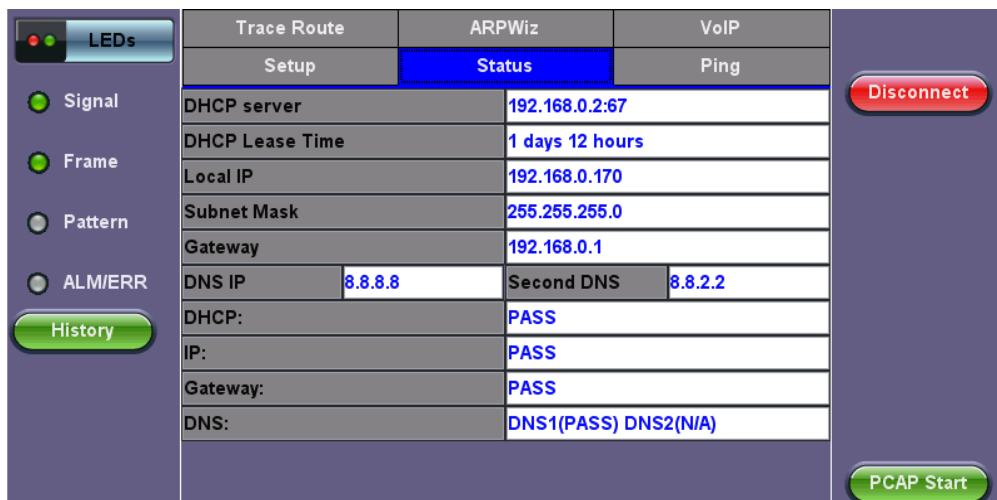 LEDs
Signal
Frame
Pattern
ALM/ERR
History
Trace Route ARPWiz VoIP
Setup Status Ping
DHCP server 192.168.0.2:67
DHCP Lease Time 1 days 12 hours
Local IP 192.168.0.170
Subnet Mask 255.255.255.0
Gateway 192.168.0.1
DNS IP 8.8.8.8 Second DNS 8.8.2.2
DHCP: PASS
IP: PASS
Gateway: PASS
DNS: DNS1(PASS) DNS2(N/A)
Disconnect
PCAP Start